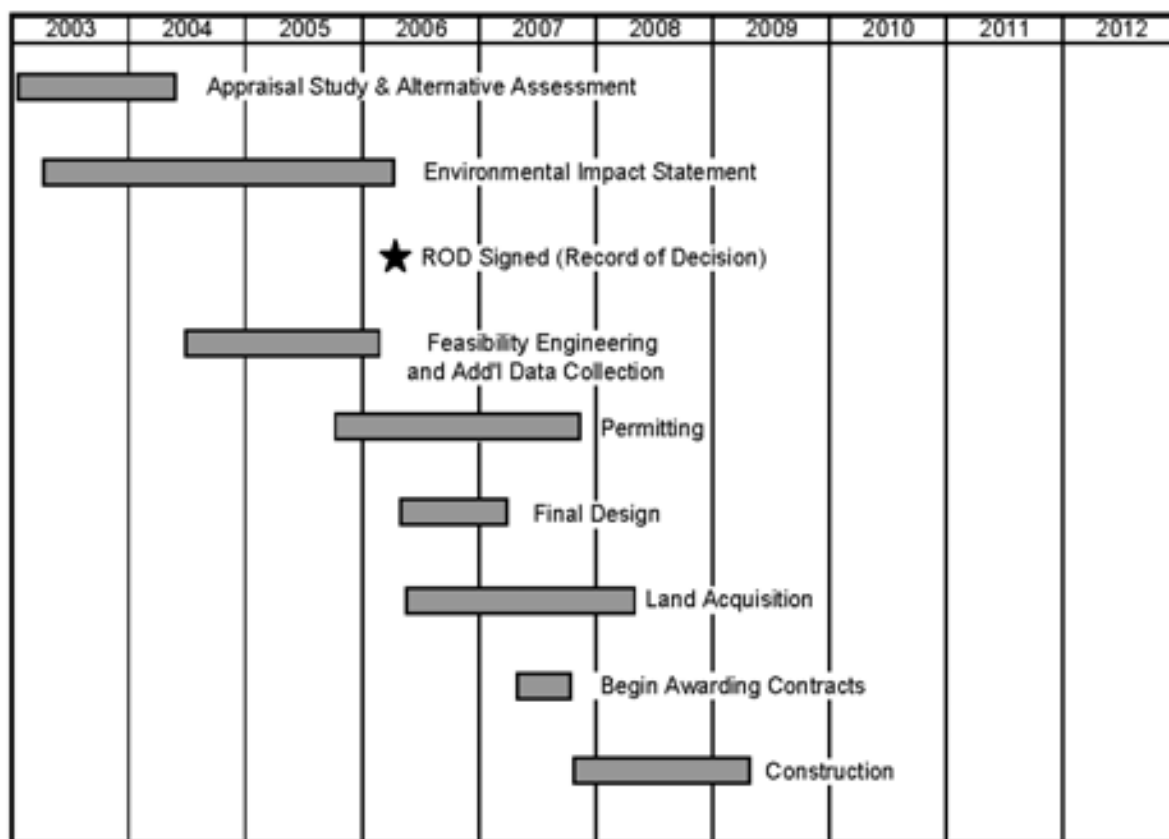 2003 2004 2005 2006 2007 2008 2009 2010 2011 2012
Appraisal Study & Alternative Assessment
Environmental Impact Statement
ROD Signed (Record of Decision)
Feasibility Engineering
and Add'l Data Collection
Permitting
Final Design
Land Acquisition
Begin Awarding Contracts
Construction